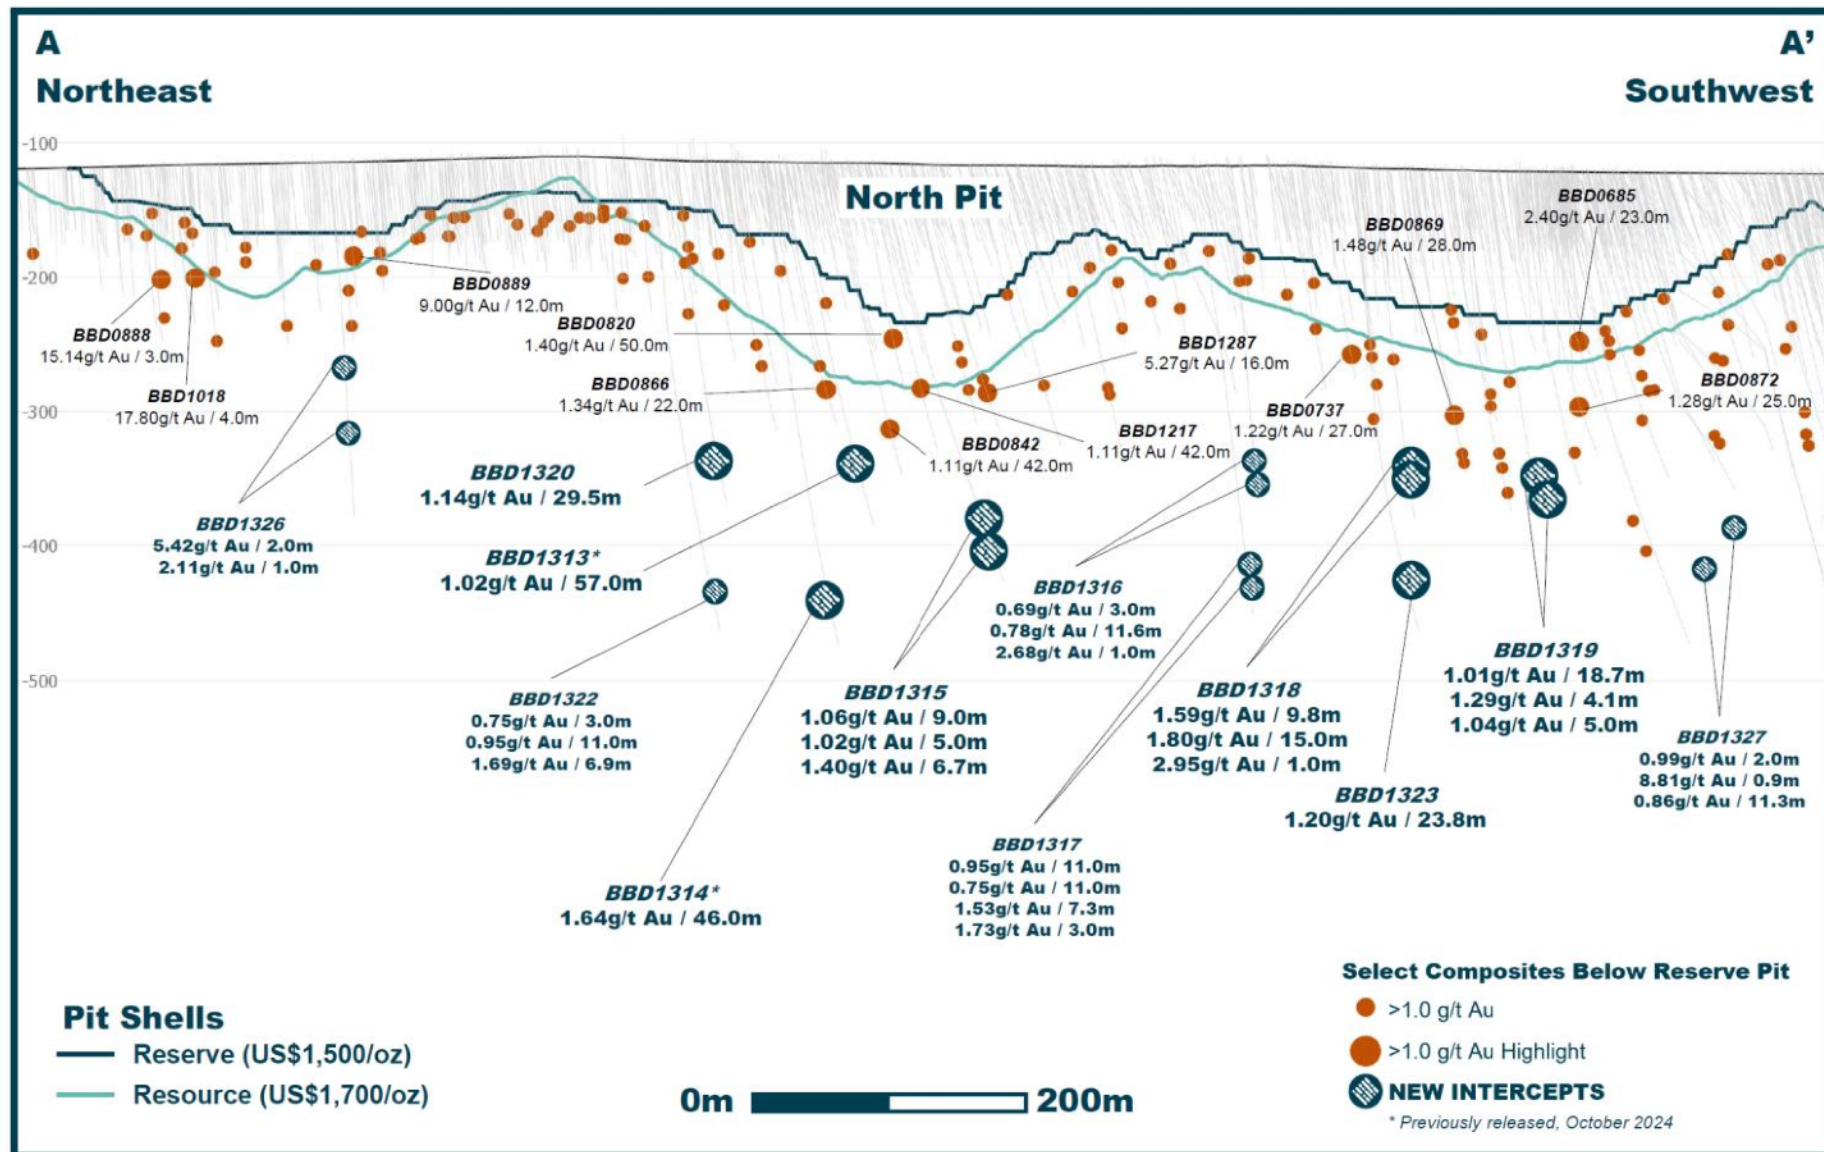 A
A'
Northeast
Southwest
-100
North Pit
BBD0685
2.40g/t Au / 23.0m
BBD0869
1.48g/t Au / 28.0m
-200
BBD0889
9.00g/t Au / 12.0m
BBD0888
15.14g/t Au / 3.0m
BBD0820
1.40g/t Au / 50.0m
BBD1287
5.27g/t Au / 16.0m
BBD0866
1.34g/t Au / 22.0m
BBD1018
17.80g/t Au / 4.0m
BBD0872
1.28g/t Au / 25.0m
BBD0737
1.22g/t Au / 27.0m
-300
BBD0842
1.11g/t Au / 42.0m
BBD1217
1.11g/t Au / 42.0m
BBD1320
1.14g/t Au / 29.5m
BBD1326
5.42g/t Au / 2.0m
2.11g/t Au / 1.0m
-400
BBD1313*
1.02g/t Au / 57.0m
BBD1316
0.69g/t Au / 3.0m
0.78g/t Au / 11.6m
2.68g/t Au / 1.0m
BBD1319
1.01g/t Au / 18.7m
1.29g/t Au / 4.1m
1.04g/t Au / 5.0m
-500
BBD1322
0.75g/t Au / 3.0m
0.95g/t Au / 11.0m
1.69g/t Au / 6.9m
BBD1315
1.06g/t Au / 9.0m
1.02g/t Au / 5.0m
1.40g/t Au / 6.7m
BBD1318
1.59g/t Au / 9.8m
1.80g/t Au / 15.0m
2.95g/t Au / 1.0m
BBD1327
0.99g/t Au / 2.0m
8.81g/t Au / 0.9m
0.86g/t Au / 11.3m
BBD1323
1.20g/t Au / 23.8m
BBD1317
0.95g/t Au / 11.0m
0.75g/t Au / 11.0m
1.53g/t Au / 7.3m
1.73g/t Au / 3.0m
BBD1314*
1.64g/t Au / 46.0m
Pit Shells
Reserve (US$1,500/oz)
Resource (US$1,700/oz)
0m
200m
Select Composites Below Reserve Pit
>1.0 g/t Au
>1.0 g/t Au Highlight
NEW INTERCEPTS
* Previously released, October 2024